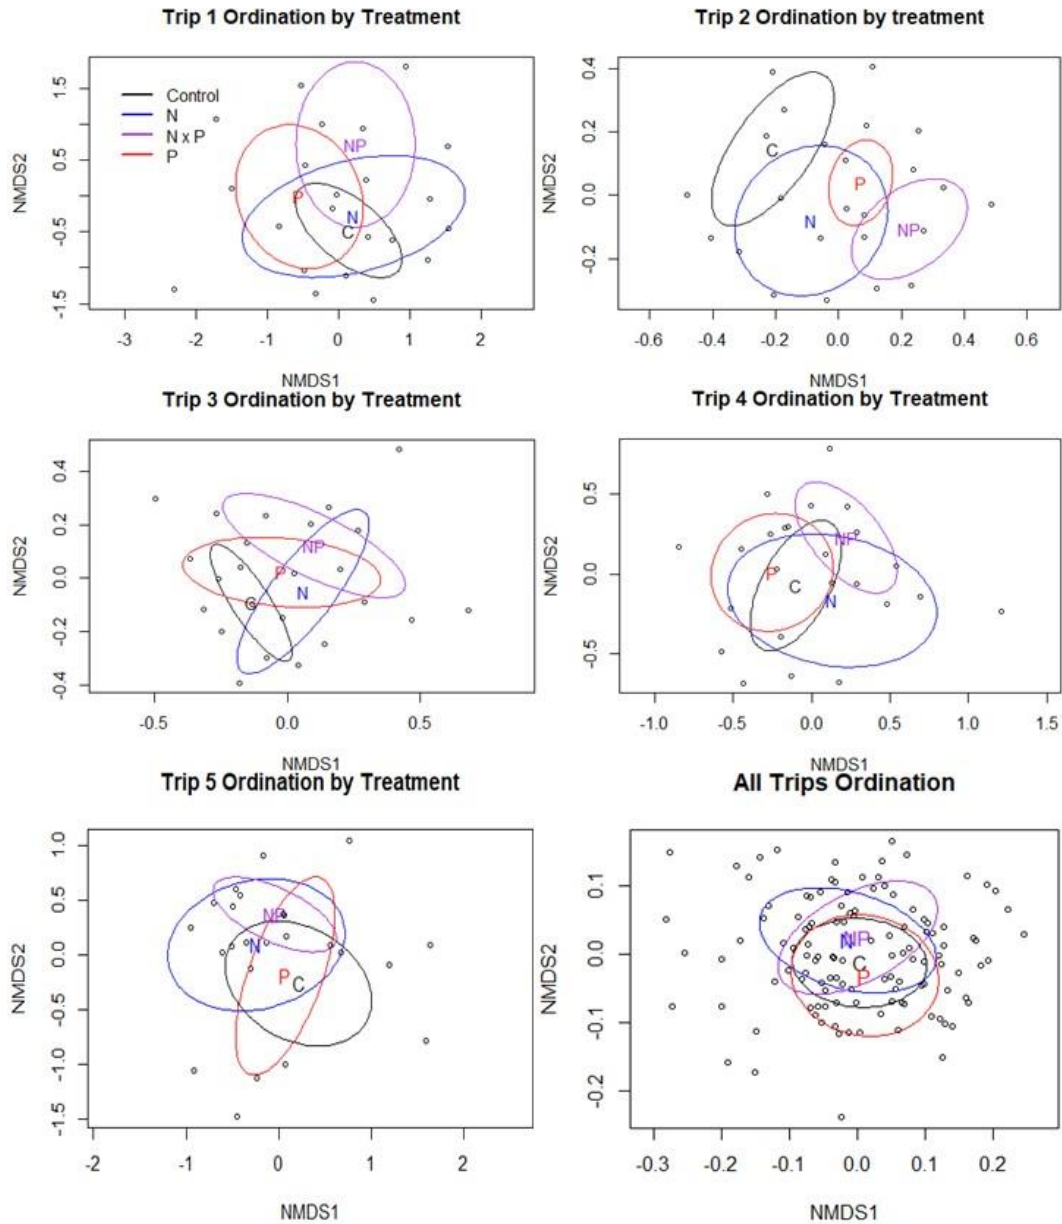 Trip 1 Ordination by Treatment
NMDS2
1.5
0.5
-0.5
-1.5
Control
N
N x P
P
NP
P
N
C
-3
-1
0
1
2
NMDS1
Trip 2 Ordination by treatment
NMDS2
0.4
0.2
0.0
-0.2
C
P
N
NP
-0.6
-0.4
-0.2
0.0
0.2
0.4
0.6
NMDS1
Trip 3 Ordination by Treatment
NMDS2
0.4
0.2
0.0
-0.2
-0.4
NP
P
N
C
-0.5
0.0
0.5
NMDS1
Trip 4 Ordination by Treatment
NMDS2
0.5
0.0
-0.5
NP
P
C
N
-1.0
-0.5
0.0
0.5
1.0
1.5
NMDS1
Trip 5 Ordination by Treatment
NMDS2
1.0
0.5
0.0
-0.5
-1.0
-1.5
NP
N
P
C
-2
-1
0
1
2
NMDS1
All Trips Ordination
NMDS2
0.1
0.0
-0.1
-0.2
N
NP
C
P
-0.3
-0.2
-0.1
0.0
0.1
0.2
NMDS1